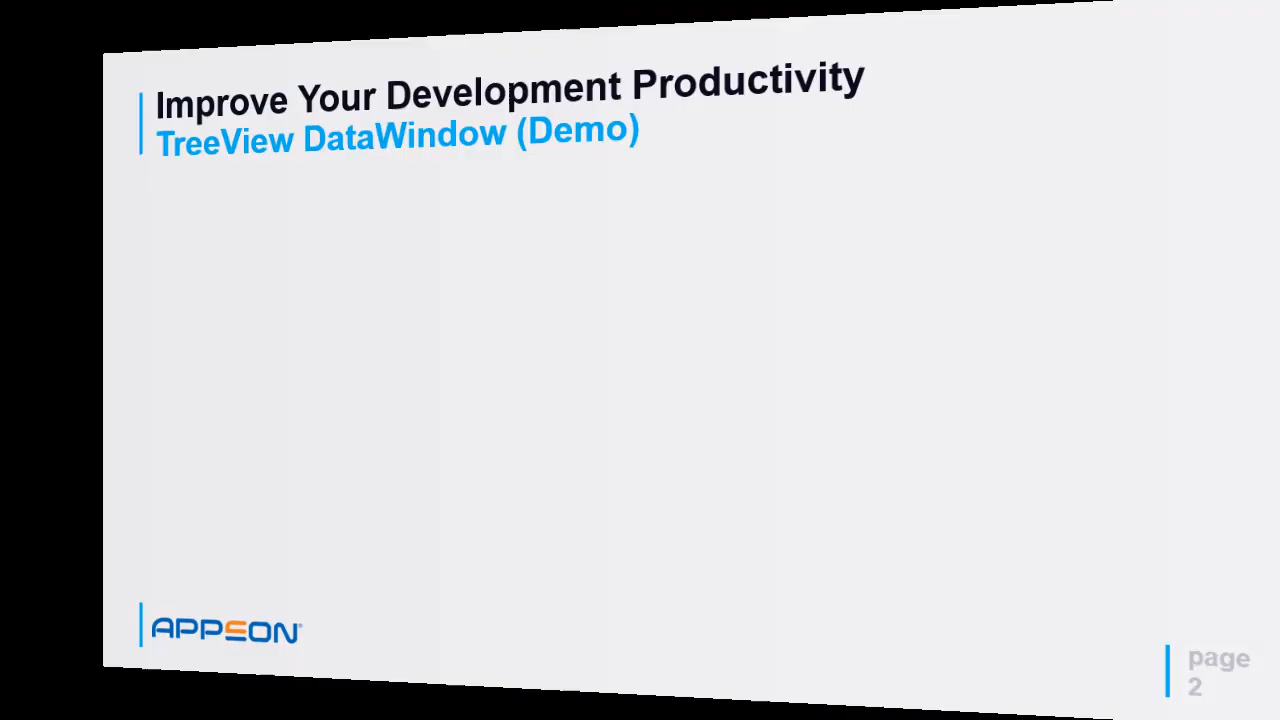 Improve Your Development Productivity
TreeView DataWindow (Demo)
APPEON®
page
2